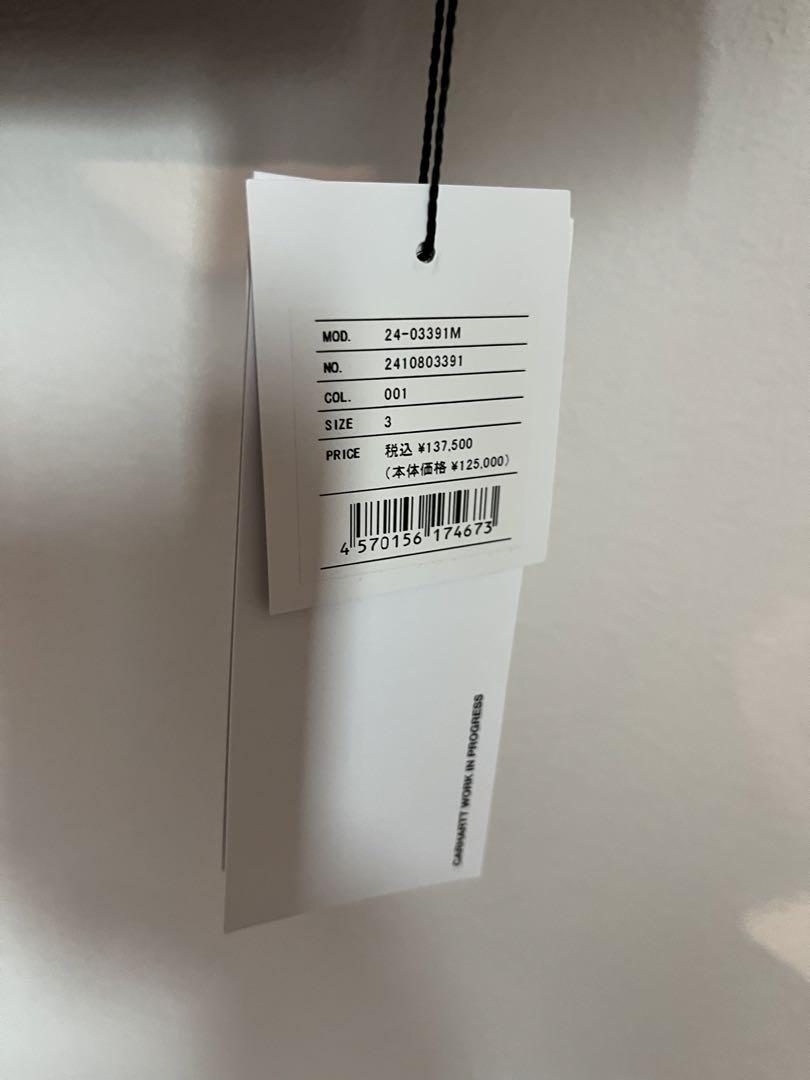 MOD. 24-03391M
NO. 2410803391
COL. 001
SIZE 3
PRICE 税込 ¥137,500
(本体価格 ¥125,000)
4 570156 174673
CARHARTT WORK IN PROGRESS